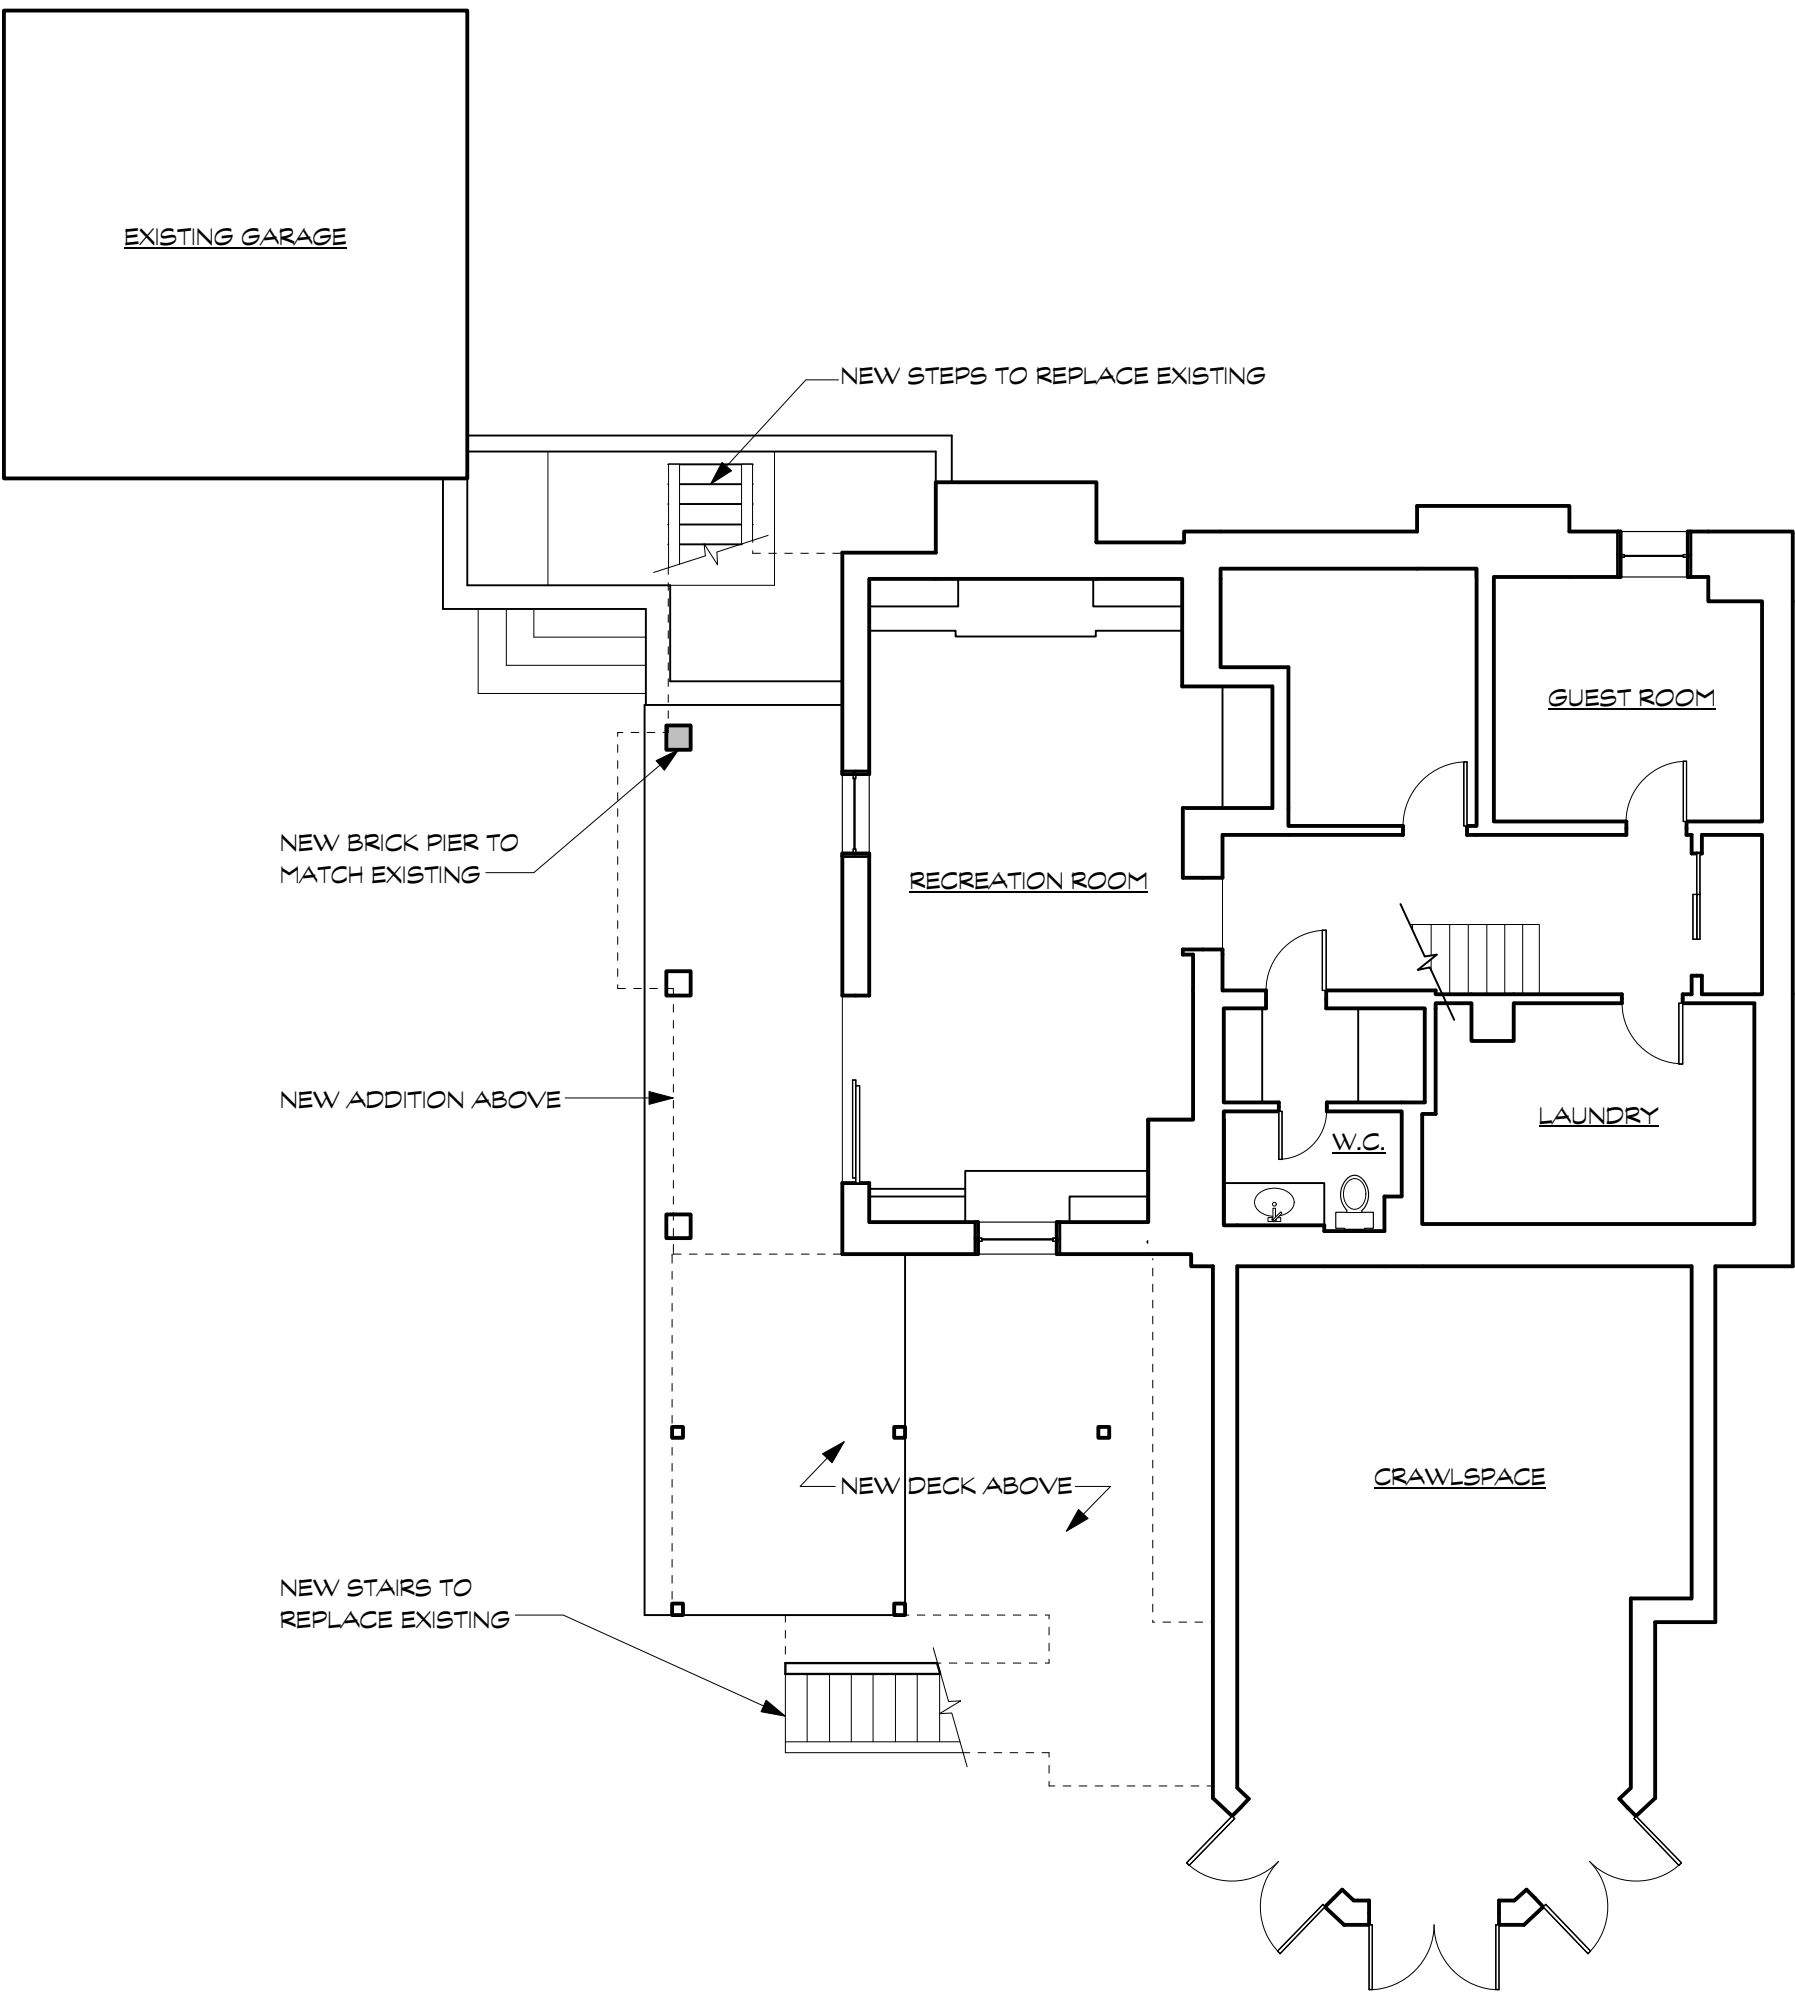 EXISTING GARAGE
NEW STEPS TO REPLACE EXISTING
GUEST ROOM
NEW BRICK PIER TO
MATCH EXISTING
RECREATION ROOM
NEW ADDITION ABOVE
LAUNDRY
W.C.
CRAWLSPACE
NEW DECK ABOVE
NEW STAIRS TO
REPLACE EXISTING